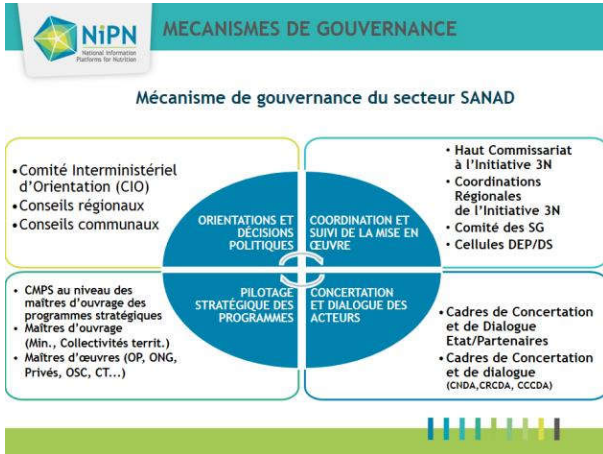 NiPN
National Information
Platforms for Nutrition
MECANISMES DE GOUVERNANCE
Mécanisme de gouvernance du secteur SANAD
•Comité Interministériel
d’Orientation (CIO)
•Conseils régionaux
•Conseils communaux
• Haut Commissariat
à l’Initiative 3N
• Coordinations
Régionales
de l’Initiative 3N
• Comité des SG
• Cellules DEP/DS
ORIENTATIONS ET
DÉCISIONS
POLITIQUES
COORDINATION ET
SUIVI DE LA MISE EN
ŒUVRE
PILOTAGE
STRATÉGIQUE DES
PROGRAMMES
CONCERTATION
ET DIALOGUE DES
ACTEURS
• CMPS au niveau des
maîtres d’ouvrage des
programmes stratégiques
• Maîtres d’ouvrage
(Min., Collectivités territ.)
• Maîtres d’œuvres (OP, ONG,
Privés, OSC, CT...)
• Cadres de Concertation
et de Dialogue
Etat/Partenaires
• Cadres de Concertation
et de dialogue
(CNDA,CRCDA, CCCDA)